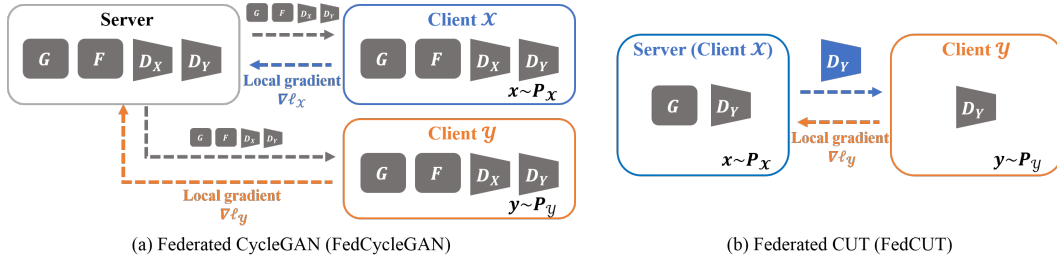 Server
G F D_X D_Y
G F D_X D_Y
Local gradient
∇ℓ_𝒳
Client 𝒳
G F D_X D_Y
x~P_𝒳
G F D_X D_Y
Local gradient
∇ℓ_𝒴
Client 𝒴
G F D_X D_Y
y~P_𝒴
(a) Federated CycleGAN (FedCycleGAN)
Server (Client 𝒳)
G D_Y
x~P_𝒳
D_Y
Local gradient
∇ℓ_𝒴
Client 𝒴
D_Y
y~P_𝒴
(b) Federated CUT (FedCUT)